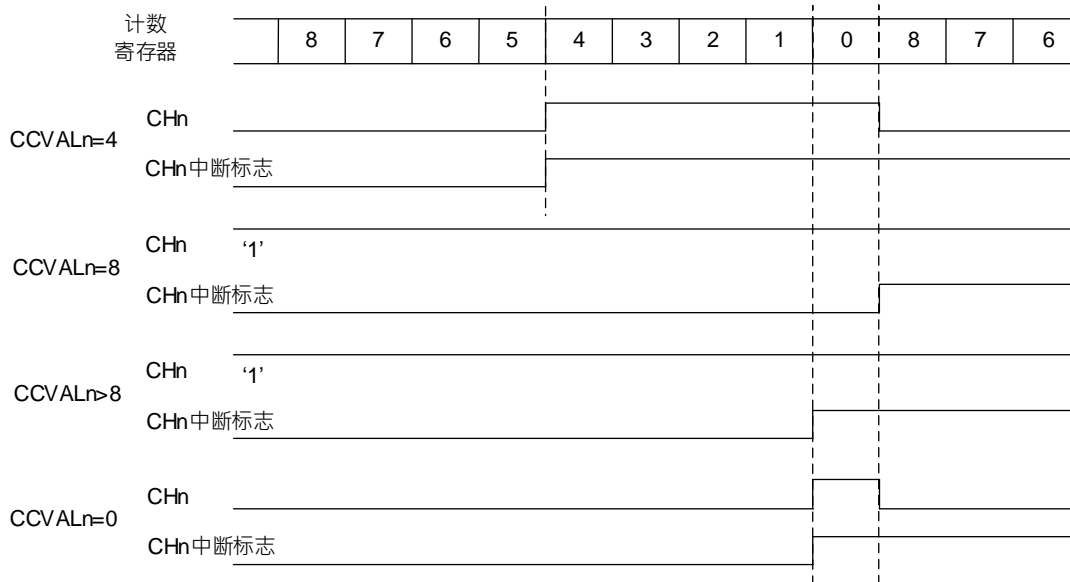 计数
寄存器
8 7 6 5 4 3 2 1 0 8 7 6
CHn
CCVALn=4
CHn中断标志
CHn ‘1’
CCVALn=8
CHn中断标志
CHn ‘1’
CCVALn>8
CHn中断标志
CHn
CCVALn=0
CHn中断标志